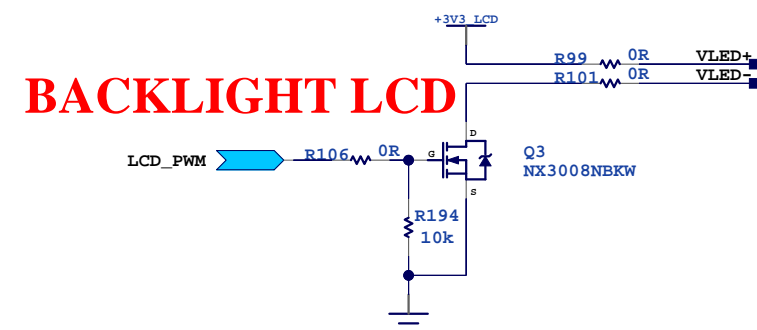 +3V3_LCD
R99 0R VLED+
R101 0R VLED-
BACKLIGHT LCD
D
LCD_PWM R106 0R G Q3
NX3008NBKW
S
R194
10k